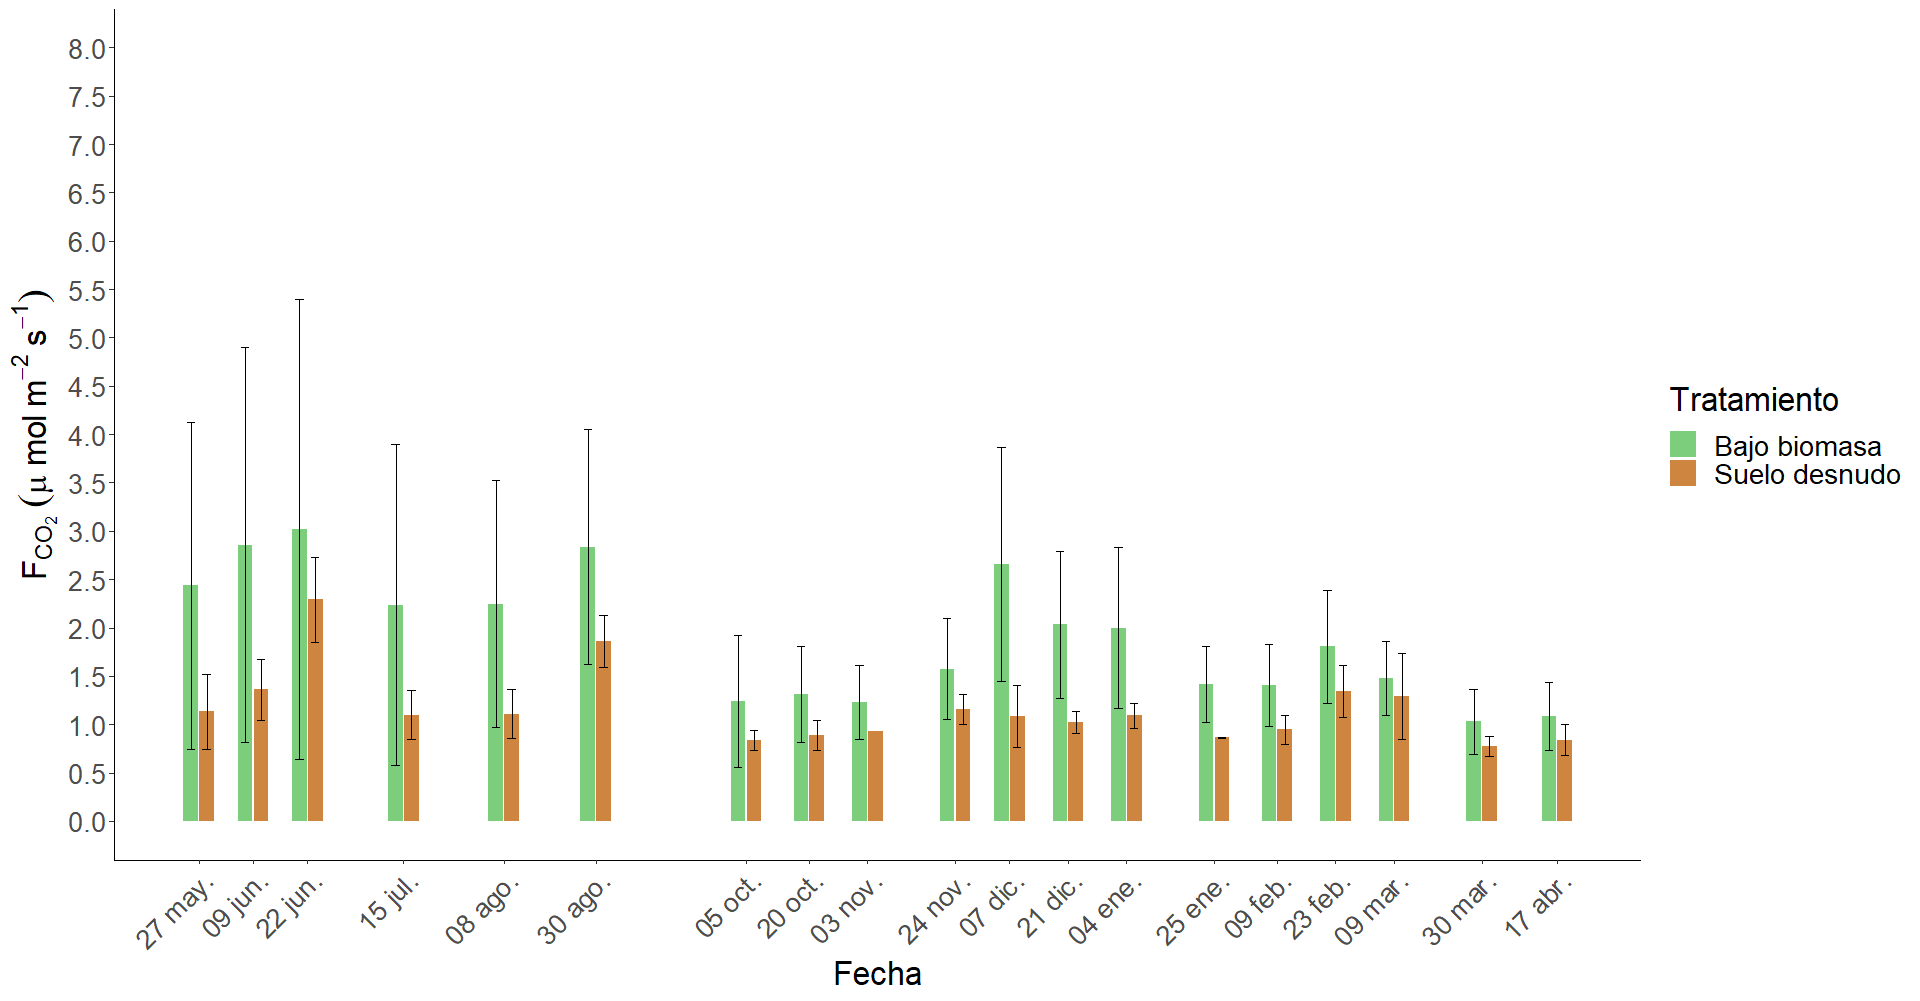 8.0
7.5
7.0
6.5
6.0
5.5
5.0
4.5
4.0
3.5
3.0
2.5
2.0
1.5
1.0
0.5
0.0
F_CO₂ (μ mol m⁻² s⁻¹)
27 may.
09 jun.
22 jun.
15 jul.
08 ago.
30 ago.
05 oct.
20 oct.
03 nov.
24 nov.
07 dic.
21 dic.
04 ene.
25 ene.
09 feb.
23 feb.
09 mar.
30 mar.
17 abr.
Fecha
Tratamiento
Bajo biomasa
Suelo desnudo